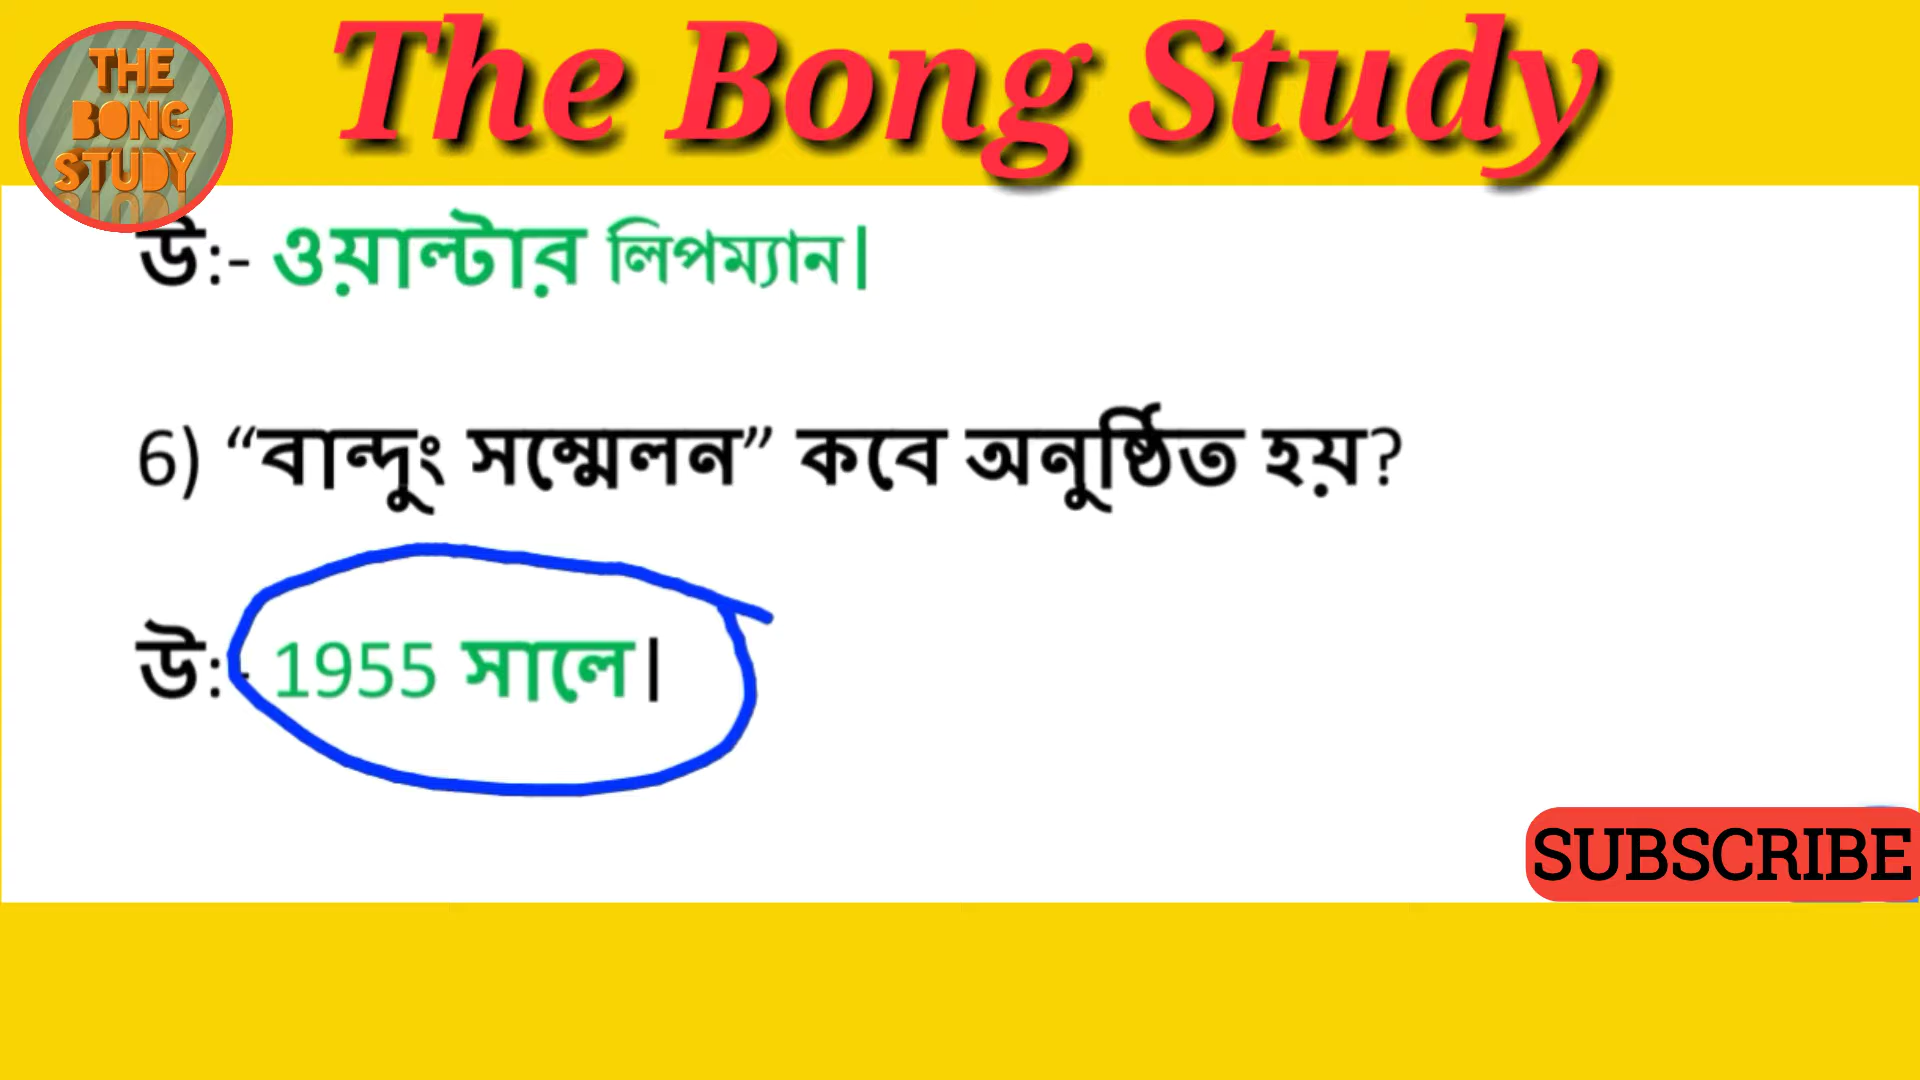 The Bong Study
THE
BONG
STUDY
উ:- ওয়াল্টার লিপম্যান।
6) “বান্দুং সম্মেলন” কবে অনুষ্ঠিত হয়?
উ:- 1955 সালে।
SUBSCRIBE